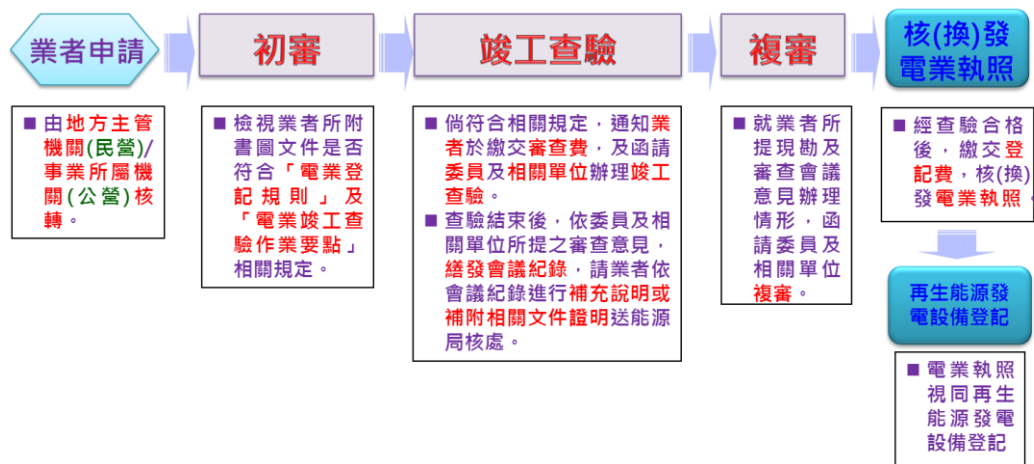 業者申請
初審
竣工查驗
複審
核(換)發
電業執照
■ 由地方主管
機關(民營)/
事業所屬機
關(公營)核
轉。
■ 檢視業者所附
書圖文件是否
符合「電業登
記規則」及
「電業竣工查
驗作業要點」
相關規定。
■ 倘符合相關規定，通知業
者於繳交審查費，及函請
委員及相關單位辦理竣工
查驗。
■ 查驗結束後，依委員及相
關單位所提之審查意見，
繕發會議紀錄，請業者依
會議紀錄進行補充說明或
補附相關文件證明送能源
局核處。
■ 就業者所
提現勘及
審查會議
意見辦理
情形，函
請委員及
相關單位
複審。
■ 經查驗合格
後，繳交登
記費，核(換)
發電業執照。
再生能源發
電設備登記
■ 電業執照
視同再生
能源發電
設備登記